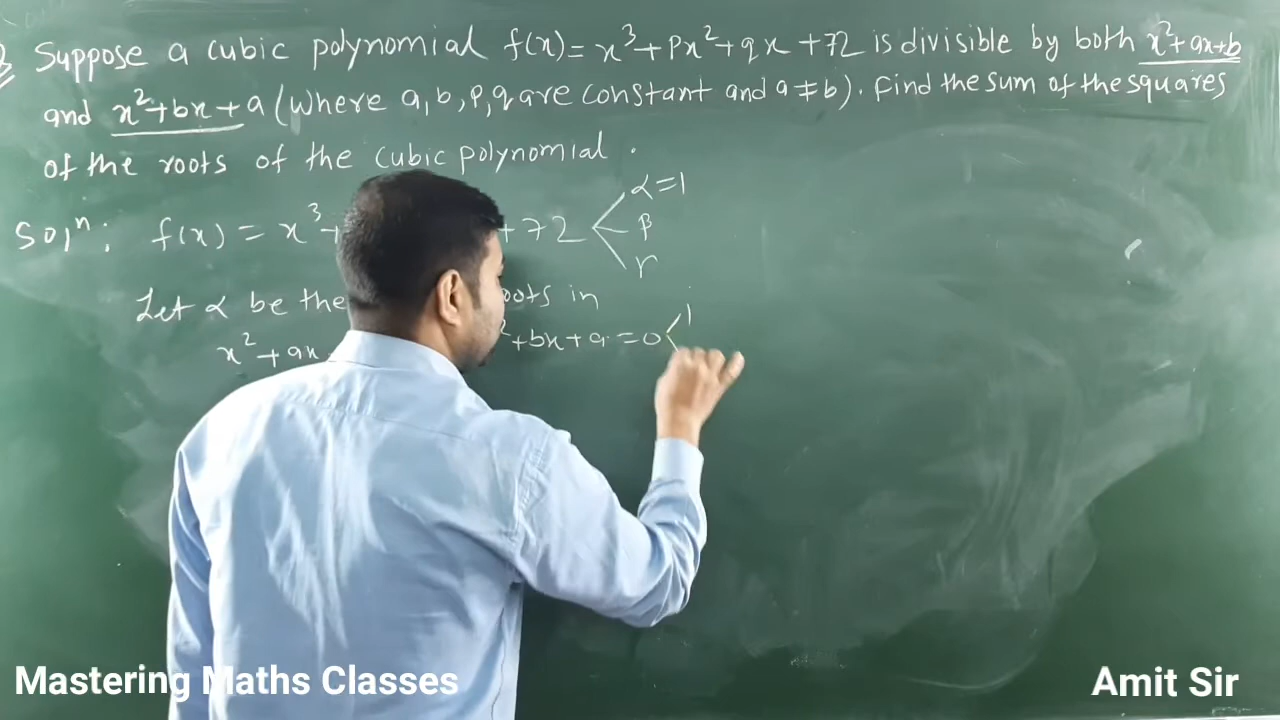 Suppose a cubic polynomial f(x)= x³+px²+qx+72 is divisible by both x²+ax+b
and x²+bx+a (where a,b,p,q are constant and a≠b). Find the sum of the squares
of the roots of the cubic polynomial.
α=1
Solⁿ: f(x) = x³+ +72 β
r
Let α be the oots in
1
x²+ax ²+bx+a=0
Mastering Maths Classes
Amit Sir